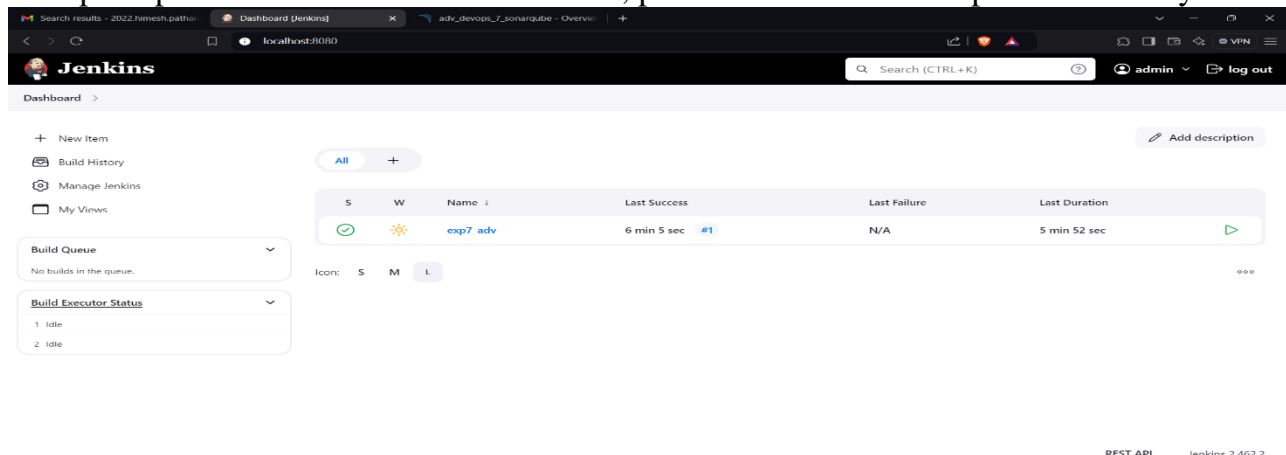 Search results - 2022.himesh.patha
Dashboard [Jenkins]
adv_devops_7_sonarqube - Overvie
localhost:8080
VPN
Jenkins
Search (CTRL+K)
admin
log out
Dashboard >
New Item
Build History
Manage Jenkins
My Views
Add description
All +
S W Name ↓ Last Success Last Failure Last Duration
exp7 adv 6 min 5 sec #1 N/A 5 min 52 sec
Build Queue
No builds in the queue.
Icon: S M L
Build Executor Status
1 Idle
2 Idle
REST API Jenkins 2.462.2